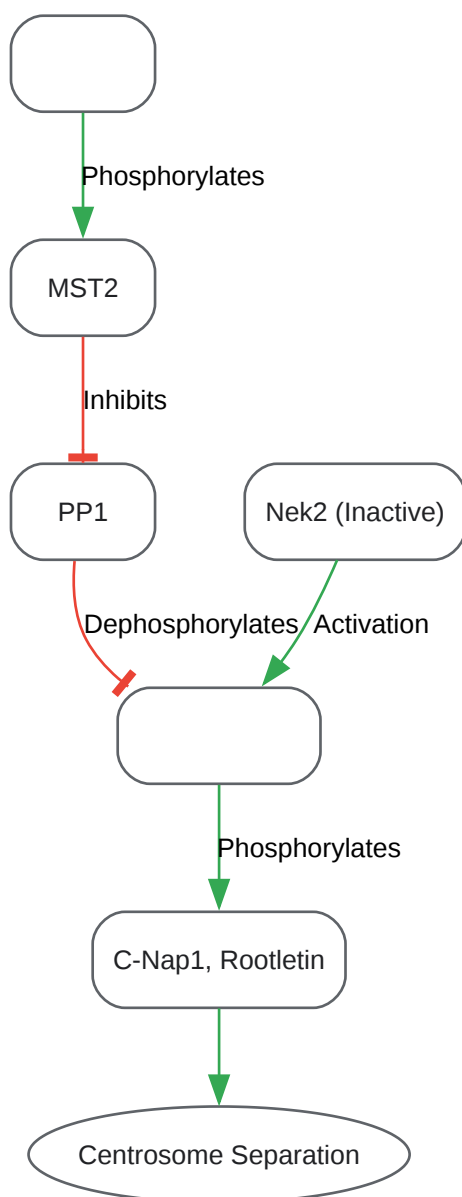 Phosphorylates
MST2
Inhibits
PP1
Nek2 (Inactive)
Dephosphorylates
Activation
Phosphorylates
C-Nap1, Rootletin
Centrosome Separation